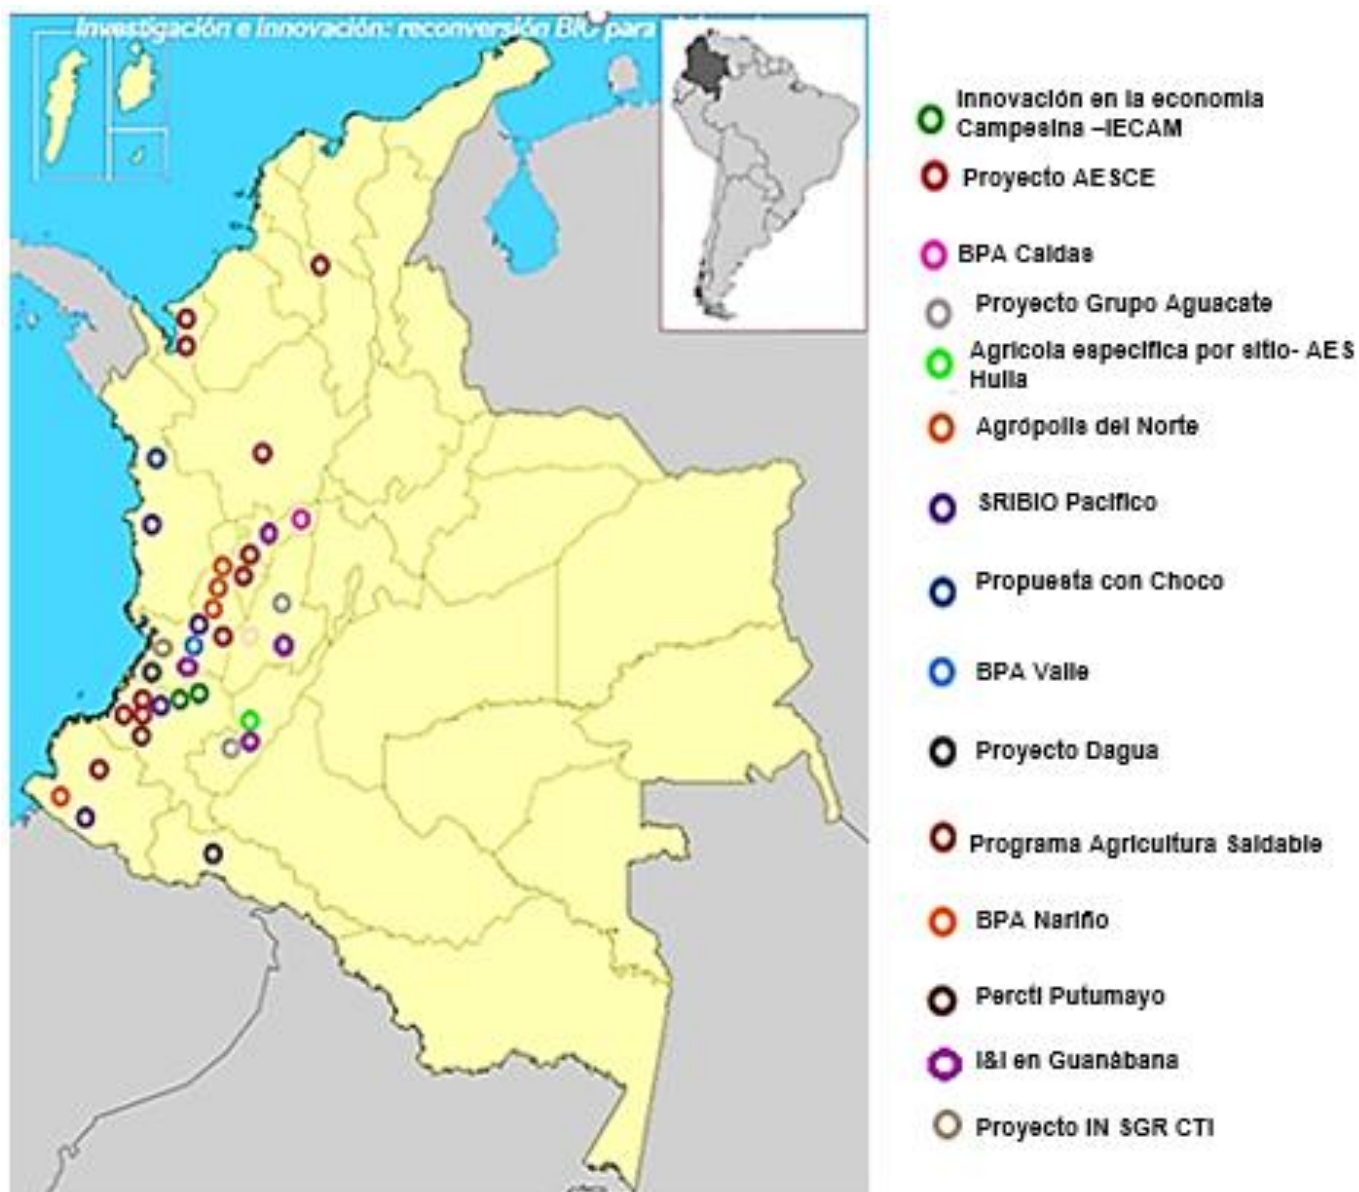 Investigación e Innovación: reconversión BIO para
Innovación en la economia
Campesina –IECAM
Proyecto AESCE
BPA Caldas
Proyecto Grupo Aguacate
Agricola especifica por sitio- AES
Hulla
Agrópolis del Norte
SRIBIO Pacifico
Propuesta con Choco
BPA Valle
Proyecto Dagua
Programa Agricultura Saldable
BPA Nariño
Percti Putumayo
I&I en Guanábana
Proyecto IN SGR CTI